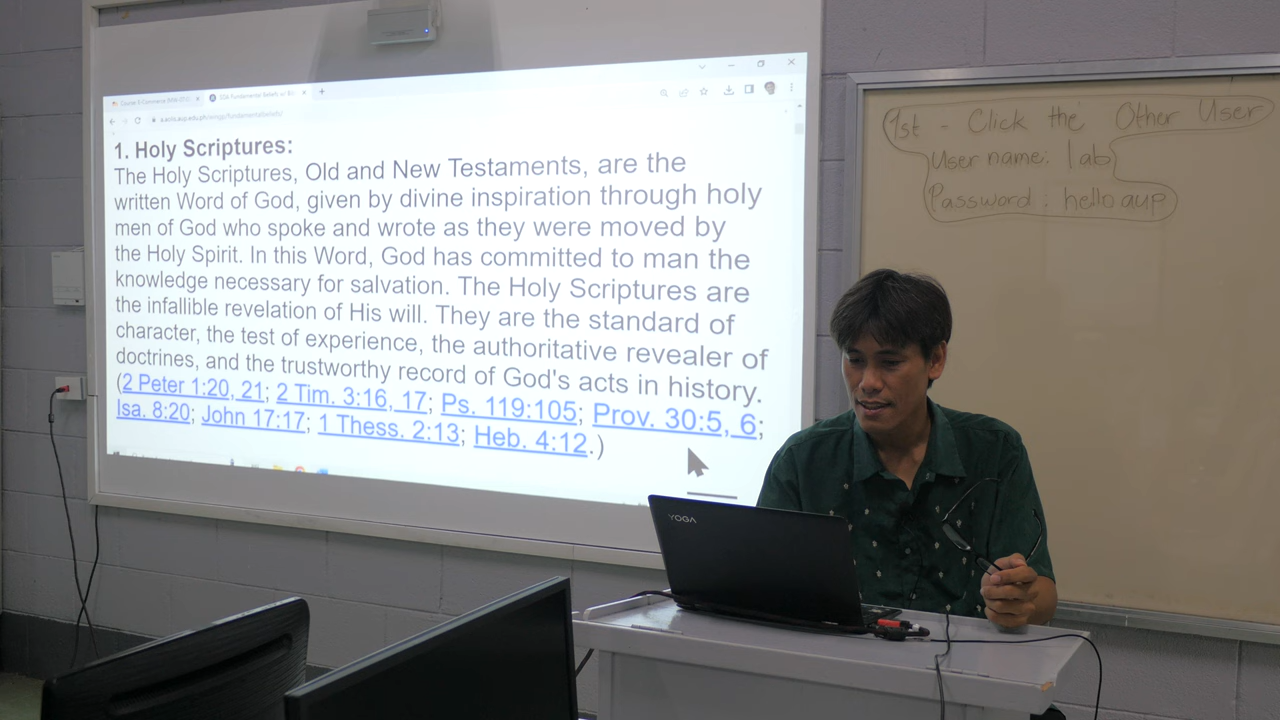 SDA Fundamental Beliefs
1. Holy Scriptures:
The Holy Scriptures, Old and New Testaments, are the
written Word of God, given by divine inspiration through holy
men of God who spoke and wrote as they were moved by
the Holy Spirit. In this Word, God has committed to man the
knowledge necessary for salvation. The Holy Scriptures are
the infallible revelation of His will. They are the standard of
character, the test of experience, the authoritative revealer of
doctrines, and the trustworthy record of God's acts in history.
(2 Peter 1:20, 21; 2 Tim. 3:16, 17; Ps. 119:105; Prov. 30:5, 6;
Isa. 8:20; John 17:17; 1 Thess. 2:13; Heb. 4:12.)
1st - Click the Other User
User name: lab
Password: hello aup
YOGA